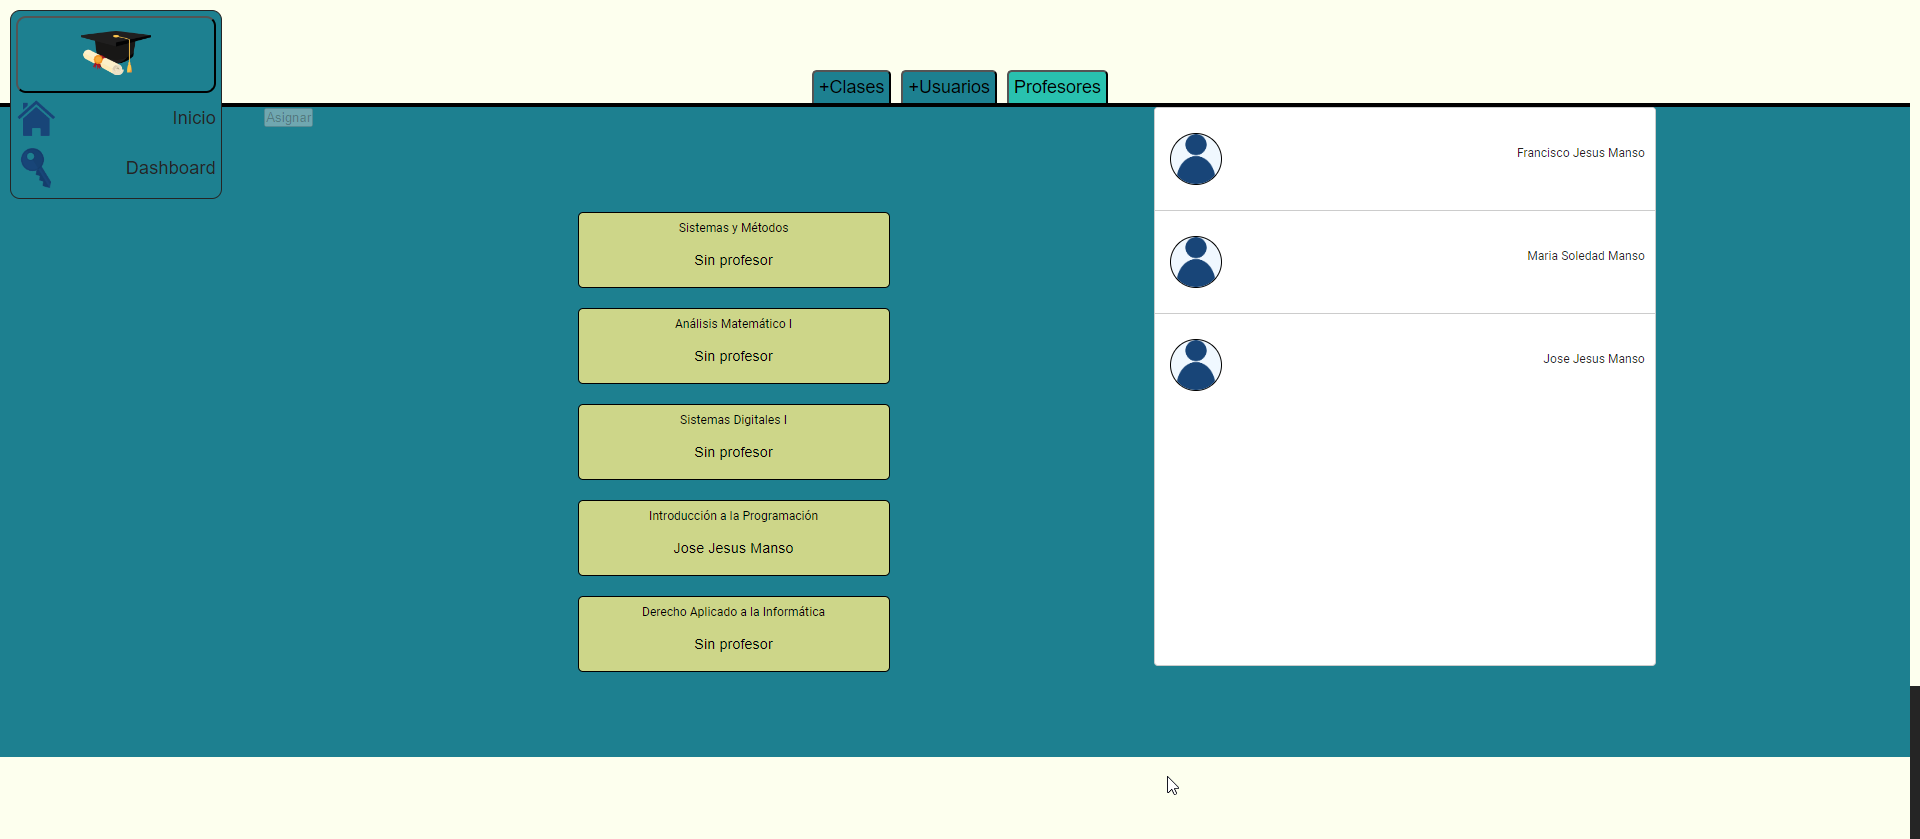 +Clases
+Usuarios
Profesores
Inicio
Dashboard
Asignar
Sistemas y Métodos
Sin profesor
Análisis Matemático I
Sin profesor
Sistemas Digitales I
Sin profesor
Introducción a la Programación
Jose Jesus Manso
Derecho Aplicado a la Informática
Sin profesor
Francisco Jesus Manso
Maria Soledad Manso
Jose Jesus Manso